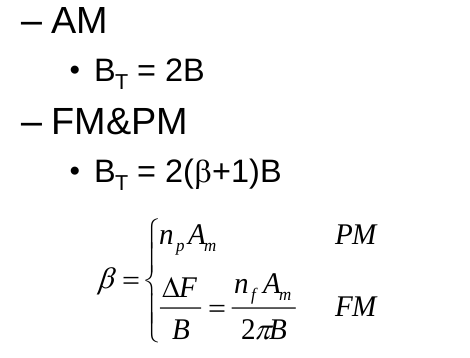 – AM
• B_T = 2B
– FM&PM
• B_T = 2(β+1)B
β = { n_p A_m PM
ΔF/B = n_f A_m / 2πB FM